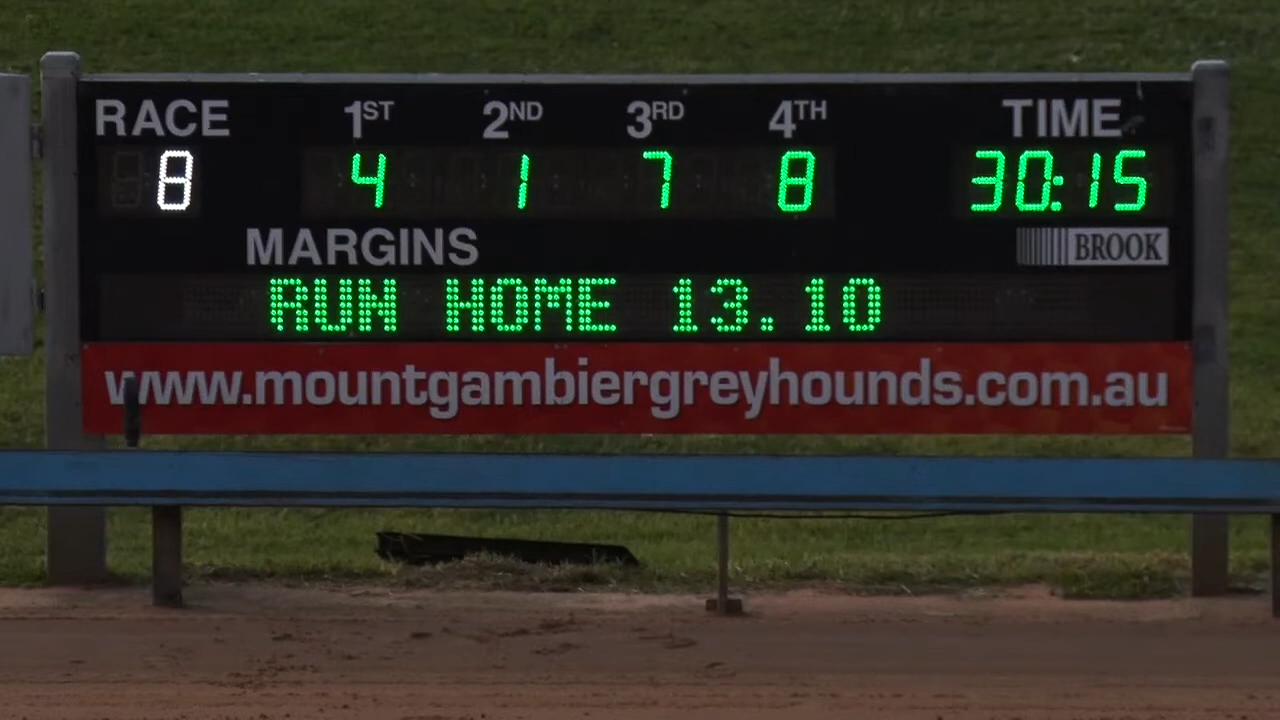 RACE 1ST 2ND 3RD 4TH TIME
8 4 1 7 8 30:15
MARGINS BROOK
RUN HOME 13.10
www.mountgambiergreyhounds.com.au